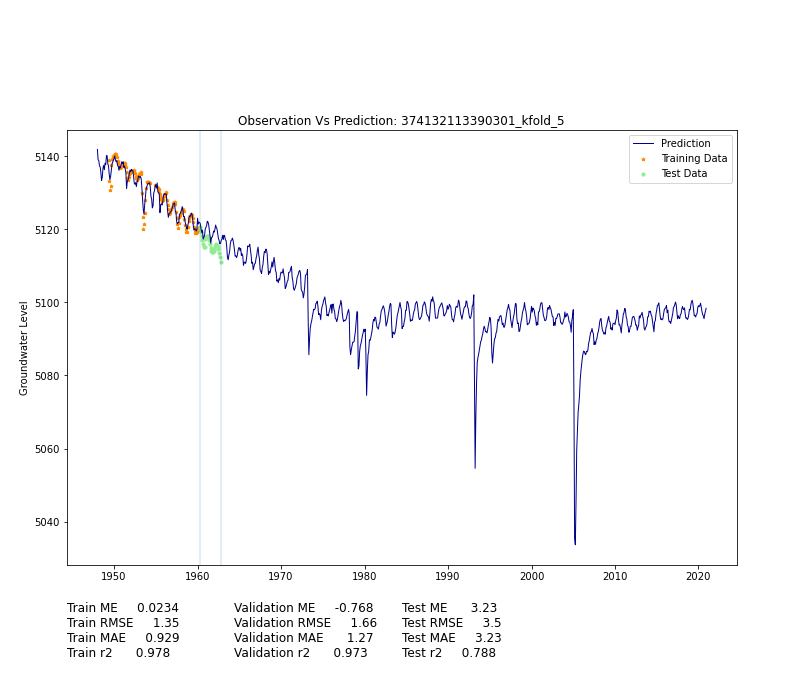 Observation Vs Prediction: 374132113390301_kfold_5
Prediction
Training Data
Test Data
5140
5120
5100
5080
5060
5040
Groundwater Level
1950 1960 1970 1980 1990 2000 2010 2020
Train ME 0.0234 Validation ME -0.768 Test ME 3.23
Train RMSE 1.35 Validation RMSE 1.66 Test RMSE 3.5
Train MAE 0.929 Validation MAE 1.27 Test MAE 3.23
Train r2 0.978 Validation r2 0.973 Test r2 0.788